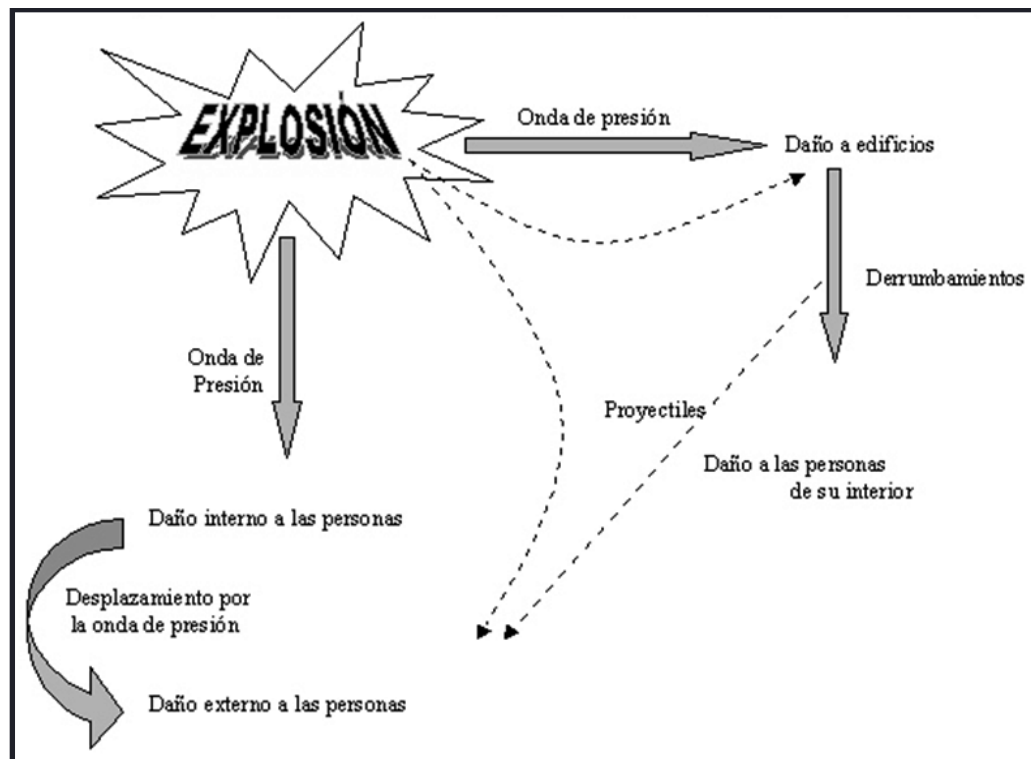 EXPLOSIÓN
Onda de presión
Daño a edificios
Derrumbamientos
Onda de
Presión
Proyectiles
Daño a las personas
de su interior
Daño interno a las personas
Desplazamiento por
la onda de presión
Daño externo a las personas